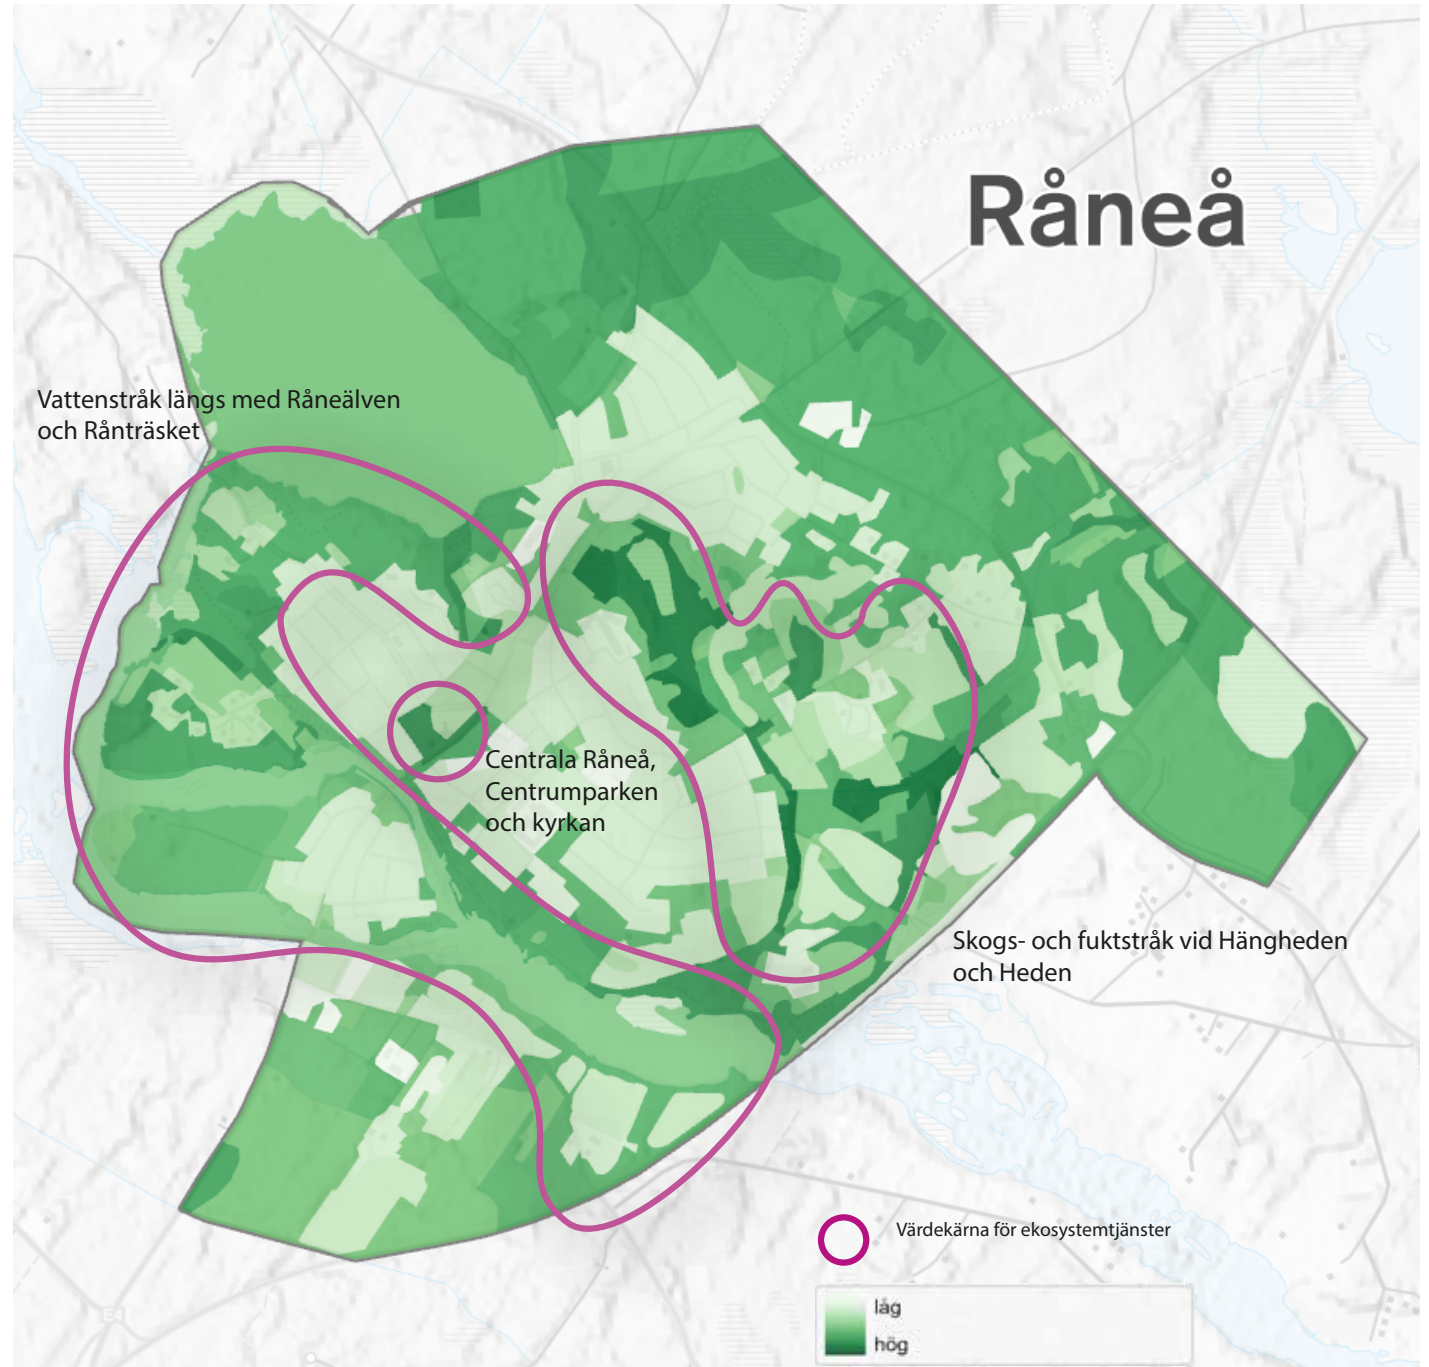 Råneå
Vattenstråk längs med Råneälven
och Rånträsket
Centrala Råneå,
Centrumparken
och kyrkan
Skogs- och fuktstråk vid Hängheden
och Heden
Värdekärna för ekosystemtjänster
låg
hög
E4